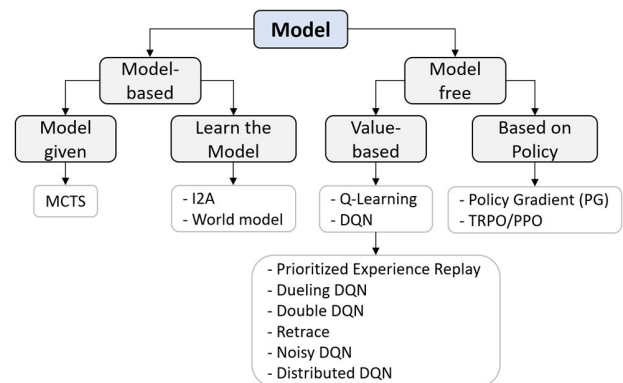 Model
Model-
based
Model
free
Model
given
Learn the
Model
Value-
based
Based on
Policy
MCTS
- I2A
- World model
- Q-Learning
- DQN
- Policy Gradient (PG)
- TRPO/PPO
- Prioritized Experience Replay
- Dueling DQN
- Double DQN
- Retrace
- Noisy DQN
- Distributed DQN